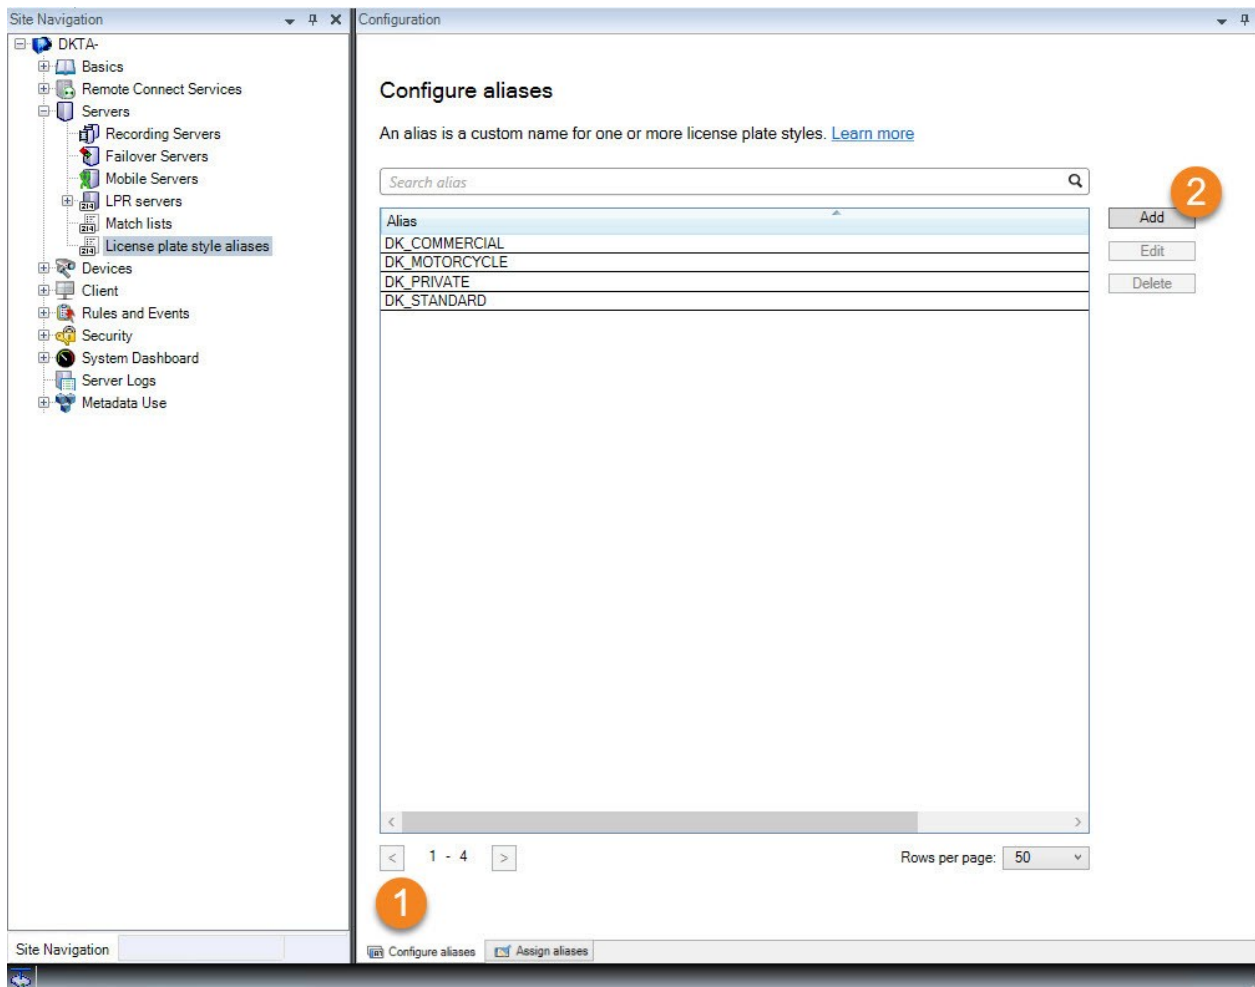 Site Navigation
DKTA-
Basics
Remote Connect Services
Servers
Recording Servers
Failover Servers
Mobile Servers
LPR servers
Match lists
License plate style aliases
Devices
Client
Rules and Events
Security
System Dashboard
Server Logs
Metadata Use
Site Navigation
Configuration
Configure aliases
An alias is a custom name for one or more license plate styles. Learn more
Search alias
2
Alias
Add
DK_COMMERCIAL
Edit
DK_MOTORCYCLE
DK_PRIVATE
Delete
DK_STANDARD
< 1 - 4 > Rows per page: 50
1
Configure aliases Assign aliases